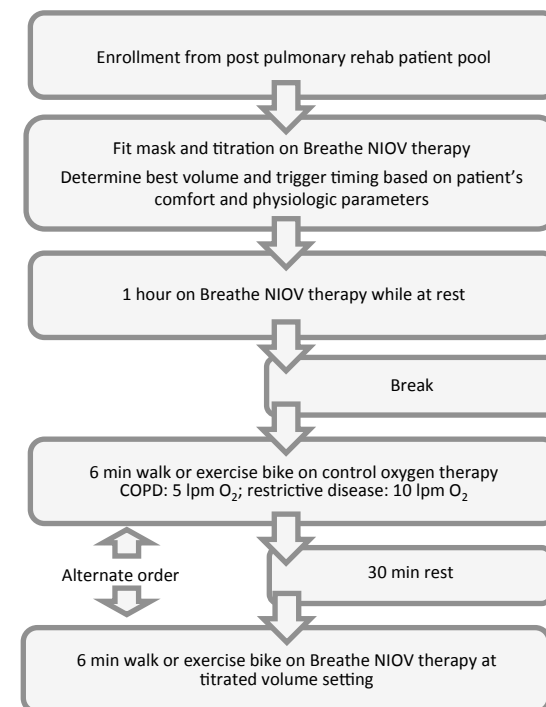 Enrollment from post pulmonary rehab patient pool
Fit mask and titration on Breathe NIOV therapy
Determine best volume and trigger timing based on patient's
comfort and physiologic parameters
1 hour on Breathe NIOV therapy while at rest
Break
6 min walk or exercise bike on control oxygen therapy
COPD: 5 lpm O₂; restrictive disease: 10 lpm O₂
Alternate order
30 min rest
6 min walk or exercise bike on Breathe NIOV therapy at
titrated volume setting